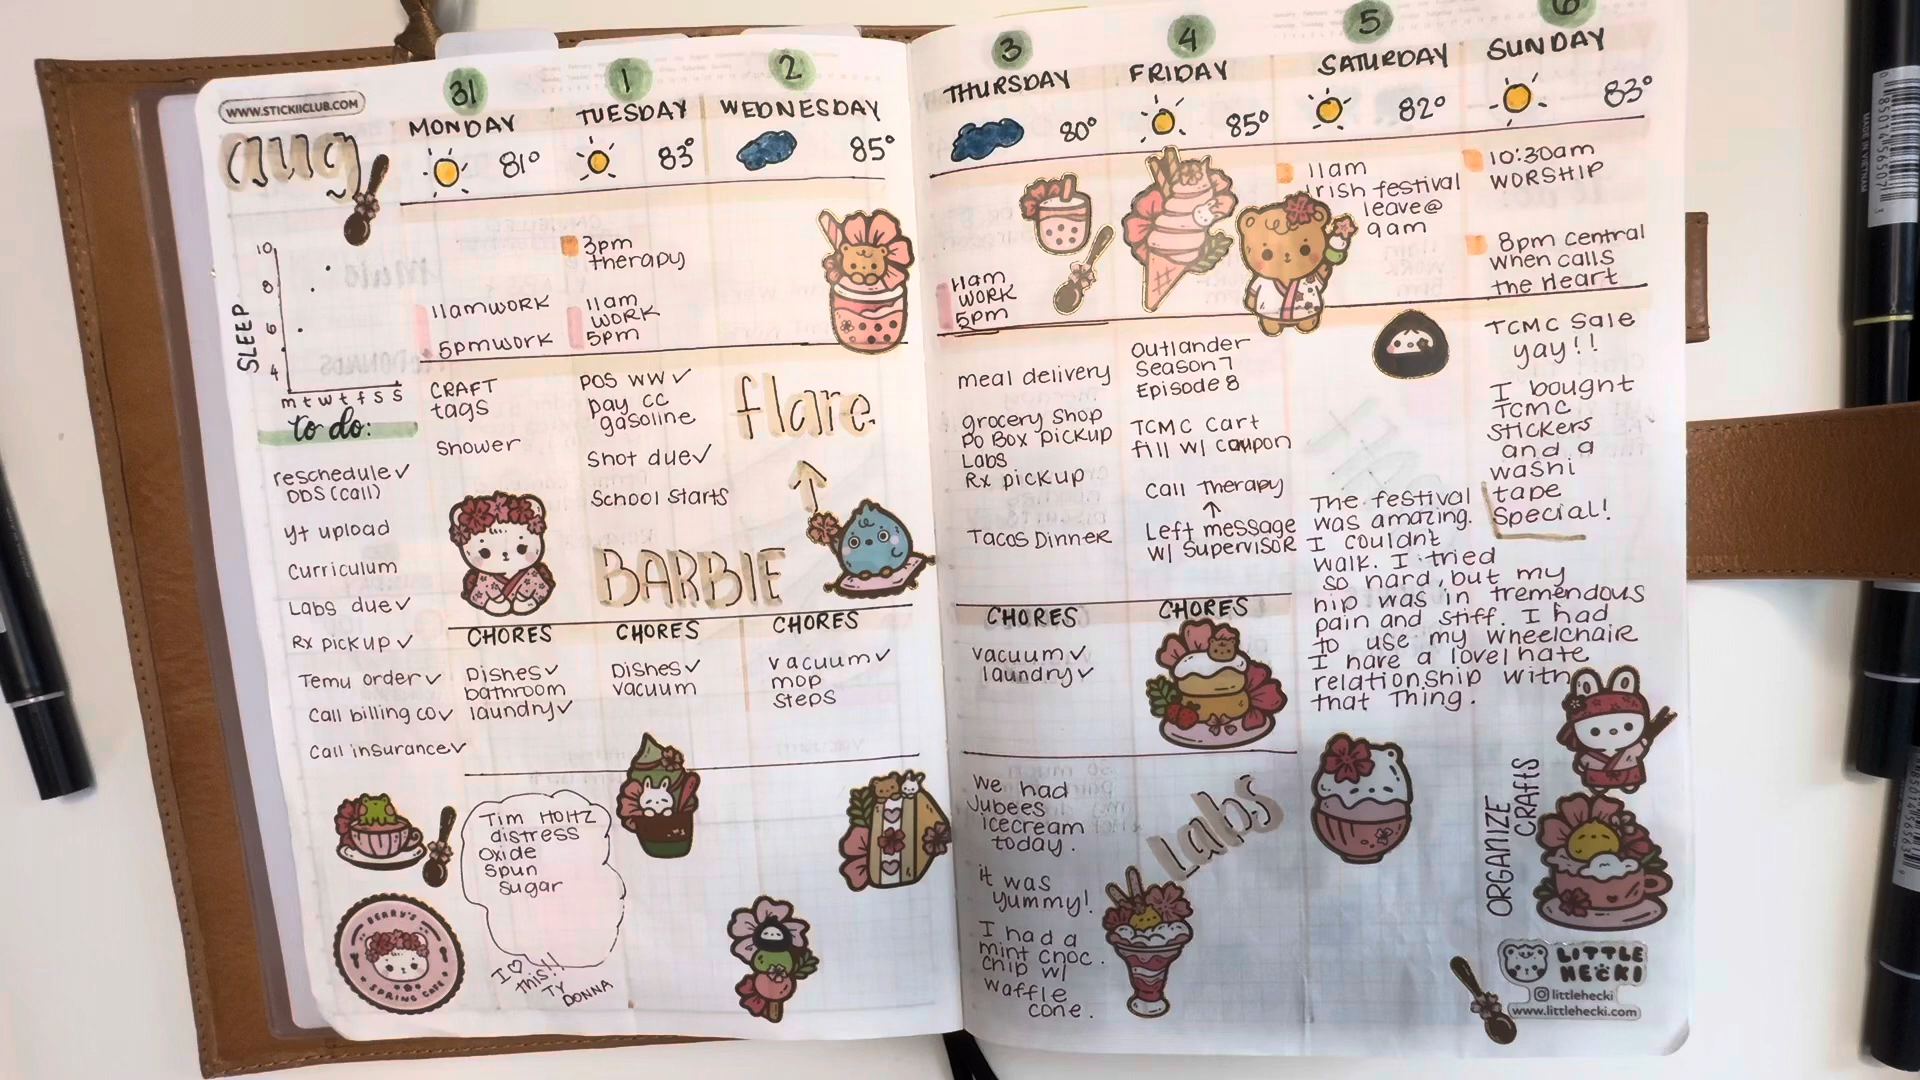 WWW.STICKIICLUB.COM
31
MONDAY
81°
11am WORK
5pm WORK
CRAFT
tags
shower
CHORES
Dishes✓
bathroom
laundry✓
Tim Holtz
distress
Oxide
Spun
Sugar
I ♡
this!!
TY
DONNA
SLEEP
10
8
6
4
m t w t f s s
to do:
reschedule✓
DDS (call)
yt upload
Curriculum
Labs due✓
Rx pickup✓
Temu order✓
Call billing co✓
Call insurance✓
BERRY'S
SPRING CAFE
1
TUESDAY
83°
3pm
therapy
11am
WORK
5pm
POS WW✓
pay cc
gasoline
Shot due✓
School starts
BARBIE
CHORES
Dishes✓
vacuum
2
WEDNESDAY
85°
flare
CHORES
vacuum✓
mop
steps
3
THURSDAY
80°
11am
WORK
5pm
meal delivery
grocery shop
PO Box pickup
Labs
Rx pickup
Tacos Dinner
CHORES
vacuum✓
laundry✓
We had
Jubees
icecream
today.
it was
yummy!
I had a
mint choc.
chip w/
waffle
cone.
4
FRIDAY
85°
Outlander
Season 7
Episode 8
TCMC Cart
fill w/ coupon
Call Therapy
↑
Left message
w/ Supervisor
CHORES
Labs
5
SATURDAY
82°
11am
Irish festival
leave@
9am
The festival
was amazing.
I couldn't
walk. I tried
so hard, but my
hip was in tremendous
pain and stiff. I had
to use my wheelchair
I have a love/hate
relationship with
that Thing.
6
SUNDAY
83°
10:30am
WORSHIP
8pm Central
When calls
the Heart
TCMC Sale
yay!!
I bought
TCMC
stickers
and a
washi
tape
Special!
ORGANIZE
CRAFTS
LITTLE
HECKI
littlehecki
www.littlehecki.com
MADE IN VIETNAM